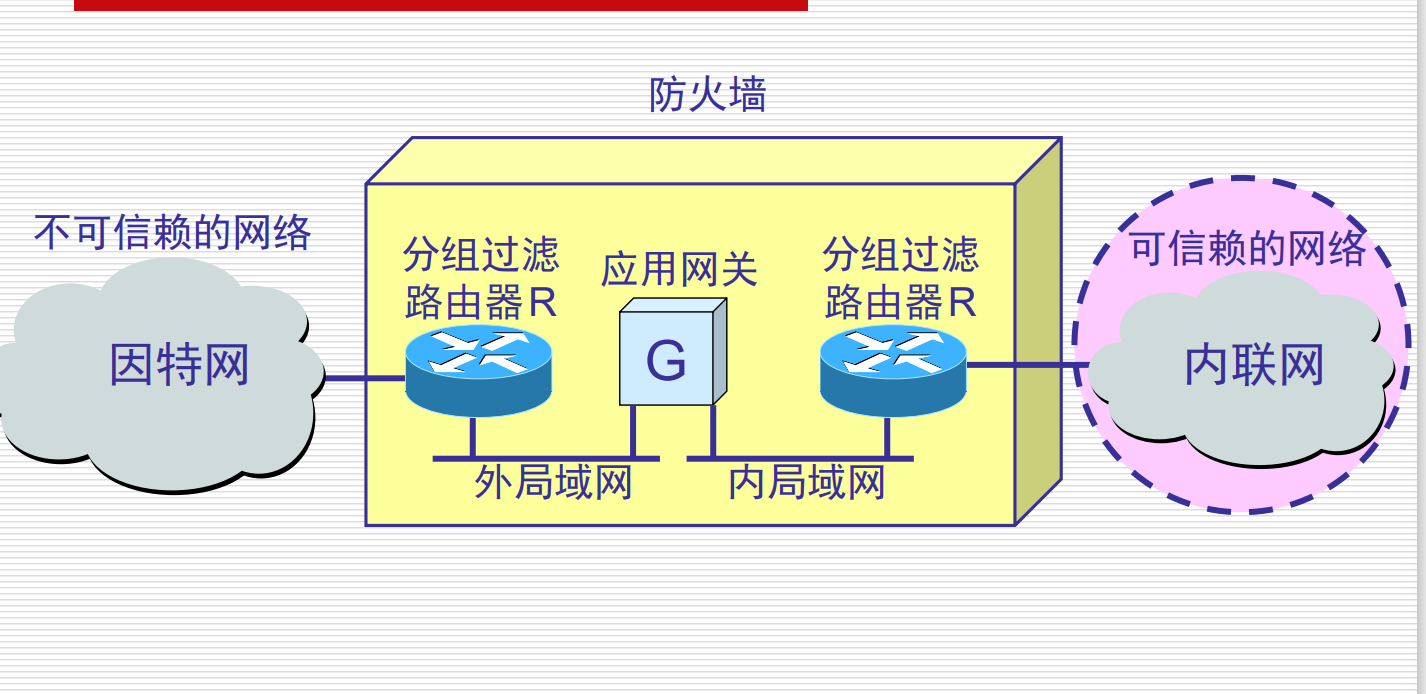 防火墙
不可信赖的网络
因特网
分组过滤
路由器R
应用网关
G
分组过滤
路由器R
外局域网
内局域网
可信赖的网络
内联网